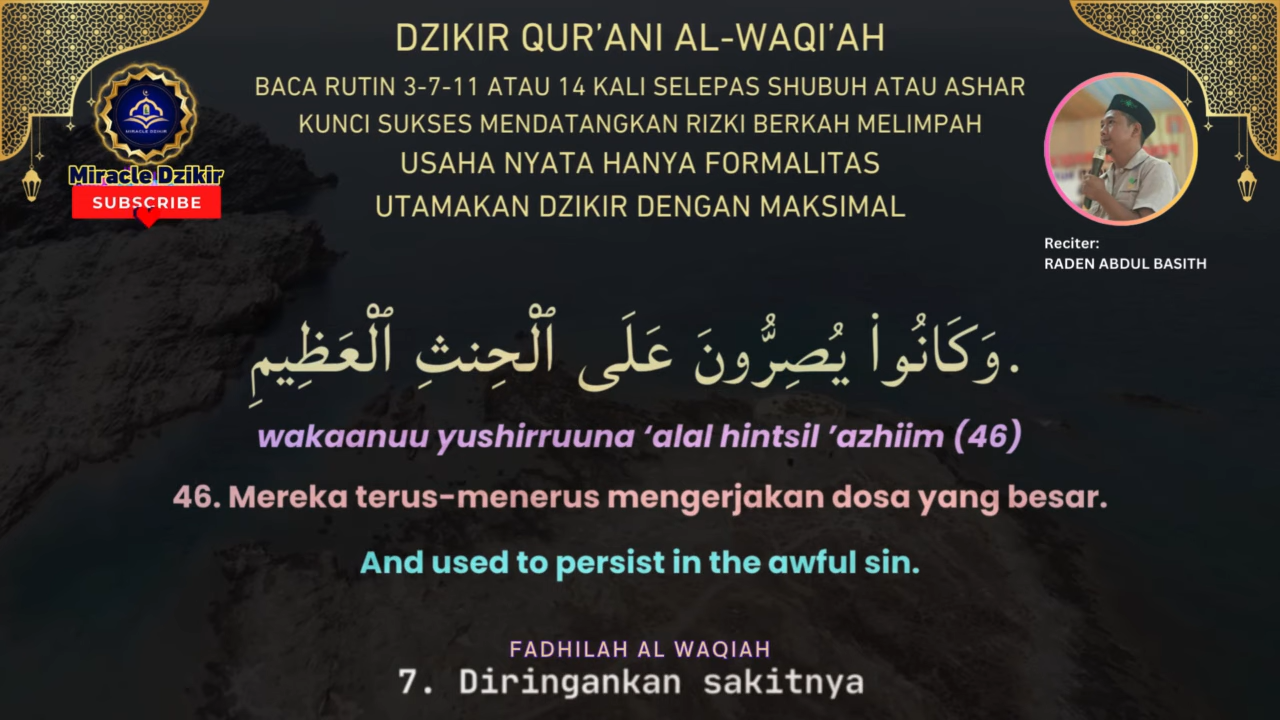 DZIKIR QUR'ANI AL-WAQI'AH
BACA RUTIN 3-7-11 ATAU 14 KALI SELEPAS SHUBUH ATAU ASHAR
KUNCI SUKSES MENDATANGKAN RIZKI BERKAH MELIMPAH
USAHA NYATA HANYA FORMALITAS
UTAMAKAN DZIKIR DENGAN MAKSIMAL
MIRACLE DZIKIR
Miracle Dzikir
SUBSCRIBE
Reciter:
RADEN ABDUL BASITH
وَكَانُوا۟ يُصِرُّونَ عَلَى ٱلْحِنثِ ٱلْعَظِيمِ.
wakaanuu yushirruuna ‘alal hintsil ’azhiim (46)
46. Mereka terus-menerus mengerjakan dosa yang besar.
And used to persist in the awful sin.
FADHILAH AL WAQIAH
7. Diringankan sakitnya